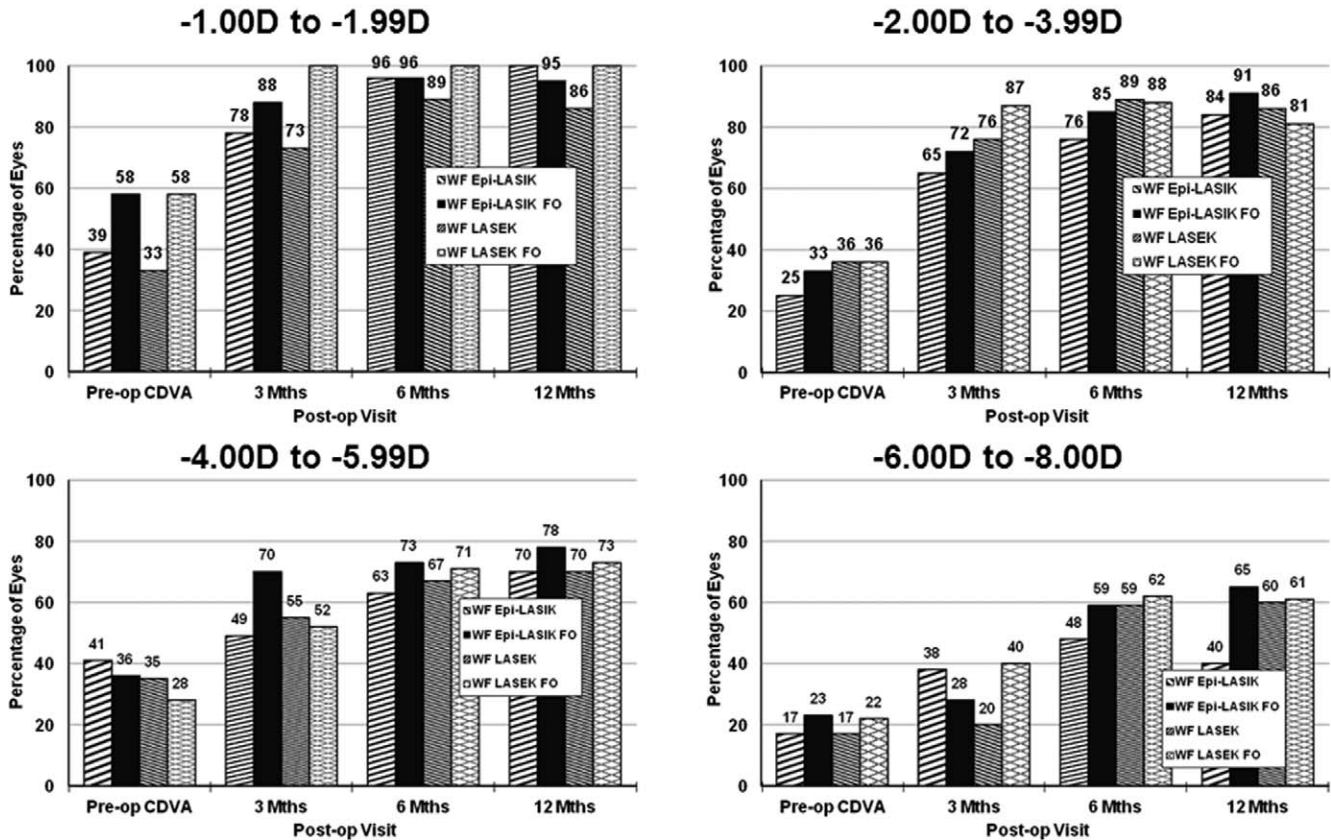 -1.00D to -1.99D
Percentage of Eyes
100
80
60
40
20
0
39 58 33 58
78 88 73
96 96 89
95 86
WF Epi-LASIK
WF Epi-LASIK FO
WF LASEK
WF LASEK FO
Pre-op CDVA 3 Mths 6 Mths 12 Mths
Post-op Visit
-2.00D to -3.99D
Percentage of Eyes
100
80
60
40
20
0
25 33 36 36
65 72 76 87
76 85 89 88
84 91 86 81
WF Epi-LASIK
WF Epi-LASIK FO
WF LASEK
WF LASEK FO
Pre-op CDVA 3 Mths 6 Mths 12 Mths
Post-op Visit
-4.00D to -5.99D
Percentage of Eyes
100
80
60
40
20
0
41 36 35 28
49 70 55 52
63 73 67 71
70 78 70 73
WF Epi-LASIK
WF Epi-LASIK FO
WF LASEK
WF LASEK FO
Pre-op CDVA 3 Mths 6 Mths 12 Mths
Post-op Visit
-6.00D to -8.00D
Percentage of Eyes
100
80
60
40
20
0
17 23 17 22
38 28 20 40
48 59 59 62
40 65 60 61
WF Epi-LASIK
WF Epi-LASIK FO
WF LASEK
WF LASEK FO
Pre-op CDVA 3 Mths 6 Mths 12 Mths
Post-op Visit